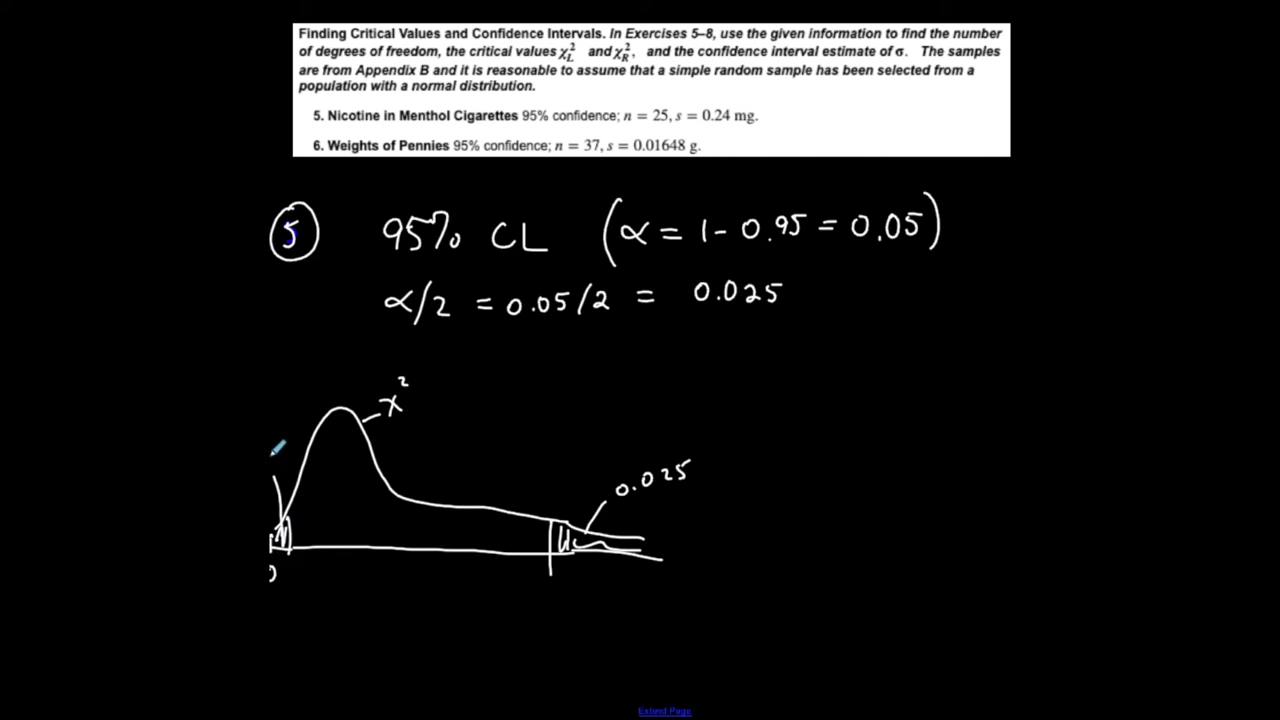 Finding Critical Values and Confidence Intervals. In Exercises 5–8, use the given information to find the number
of degrees of freedom, the critical values χ²L and χ²R, and the confidence interval estimate of σ. The samples
are from Appendix B and it is reasonable to assume that a simple random sample has been selected from a
population with a normal distribution.
5. Nicotine in Menthol Cigarettes 95% confidence; n = 25, s = 0.24 mg.
6. Weights of Pennies 95% confidence; n = 37, s = 0.01648 g.
5 95% CL (α = 1- 0.95 = 0.05)
α/2 = 0.05/2 = 0.025
χ²
0.025
0
Extend Page